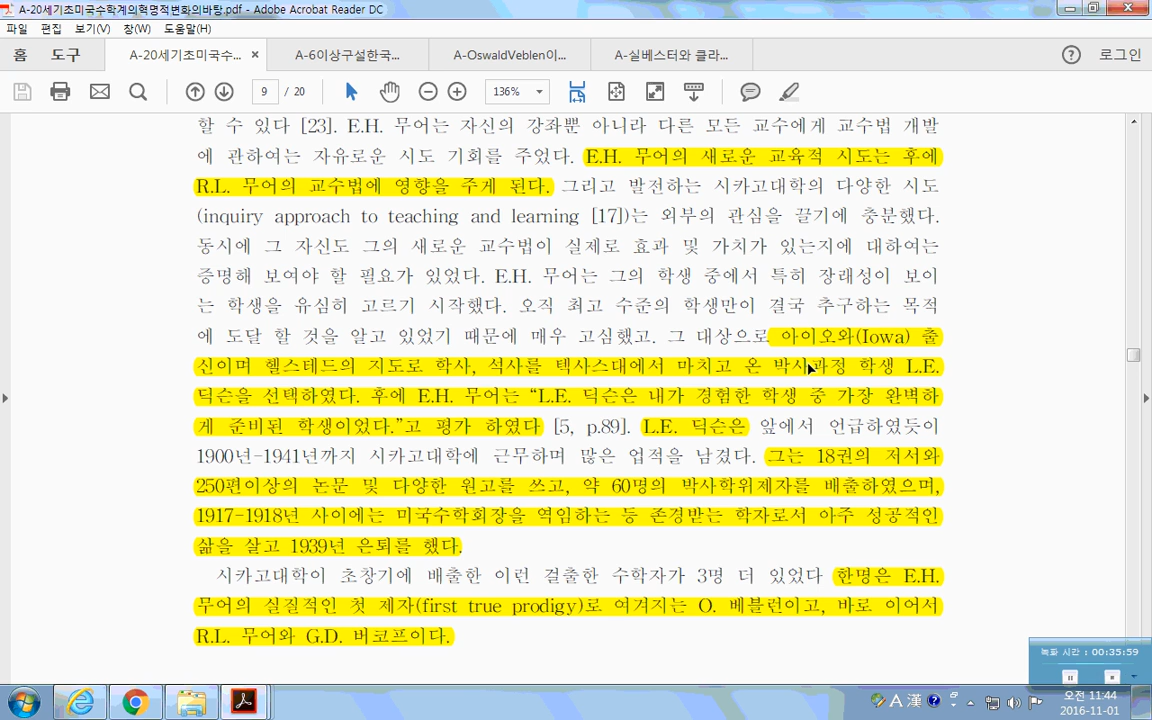 A-20세기초미국수학계의혁명적변화의바탕.pdf - Adobe Acrobat Reader DC
파일 편집 보기(V) 창(W) 도움말(H)
홈 도구 A-20세기초미국수... × A-6이상구설한국... A-OswaldVeblen이... A-실베스터와 클라... ? 로그인
9 / 20 136%
할 수 있다 [23]. E.H. 무어는 자신의 강좌뿐 아니라 다른 모든 교수에게 교수법 개발
에 관하여는 자유로운 시도 기회를 주었다. E.H. 무어의 새로운 교육적 시도는 후에
R.L. 무어의 교수법에 영향을 주게 된다. 그리고 발전하는 시카고대학의 다양한 시도
(inquiry approach to teaching and learning [17])는 외부의 관심을 끌기에 충분했다.
동시에 그 자신도 그의 새로운 교수법이 실제로 효과 및 가치가 있는지에 대하여는
증명해 보여야 할 필요가 있었다. E.H. 무어는 그의 학생 중에서 특히 장래성이 보이
는 학생을 유심히 고르기 시작했다. 오직 최고 수준의 학생만이 결국 추구하는 목적
에 도달 할 것을 알고 있었기 때문에 매우 고심했고. 그 대상으로 아이오와(Iowa) 출
신이며 헬스테드의 지도로 학사, 석사를 텍사스대에서 마치고 온 박사과정 학생 L.E.
딕슨을 선택하였다. 후에 E.H. 무어는 “L.E. 딕슨은 내가 경험한 학생 중 가장 완벽하
게 준비된 학생이었다.”고 평가 하였다 [5, p.89]. L.E. 딕슨은 앞에서 언급하였듯이
1900년-1941년까지 시카고대학에 근무하며 많은 업적을 남겼다. 그는 18권의 저서와
250편이상의 논문 및 다양한 원고를 쓰고, 약 60명의 박사학위제자를 배출하였으며,
1917-1918년 사이에는 미국수학회장을 역임하는 등 존경받는 학자로서 아주 성공적인
삶을 살고 1939년 은퇴를 했다.
시카고대학이 초창기에 배출한 이런 걸출한 수학자가 3명 더 있었다 한명은 E.H.
무어의 실질적인 첫 제자(first true prodigy)로 여겨지는 O. 베블런이고, 바로 이어서
R.L. 무어와 G.D. 버코프이다.
녹화 시간 : 00:35:59
A 漢 ?
오전 11:44
2016-11-01